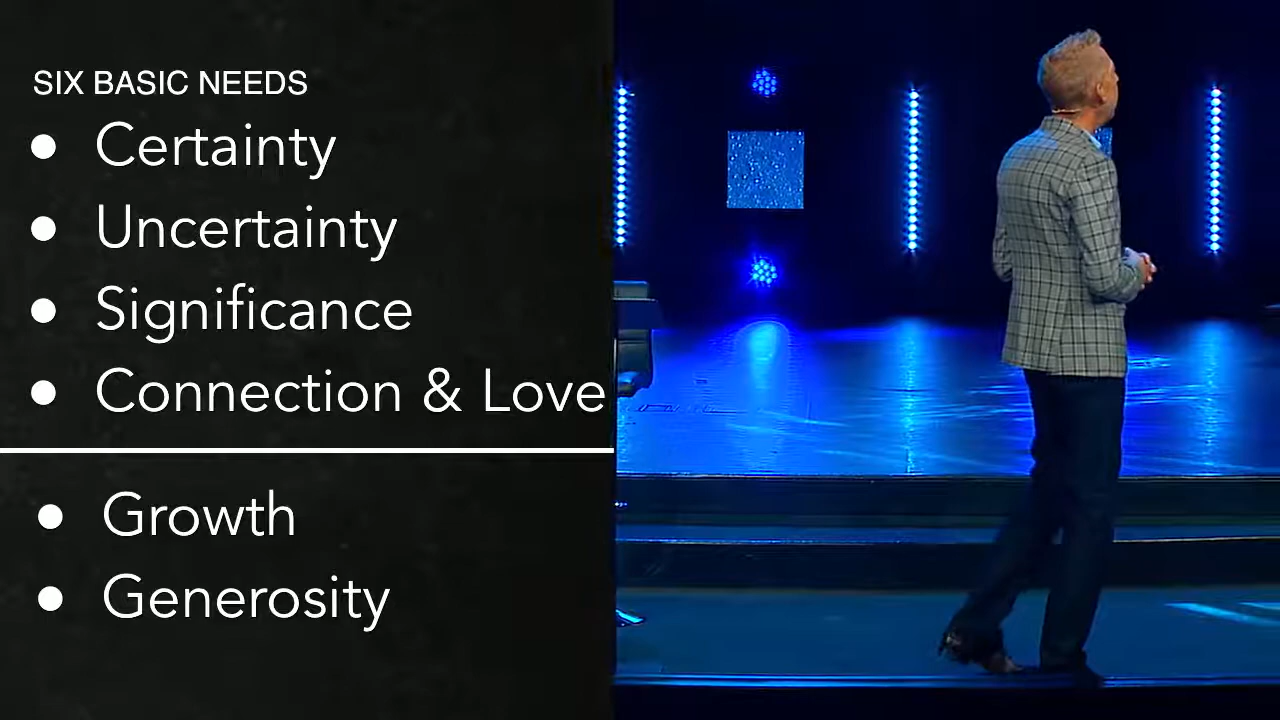 SIX BASIC NEEDS
● Certainty
● Uncertainty
● Significance
● Connection & Love
● Growth
● Generosity